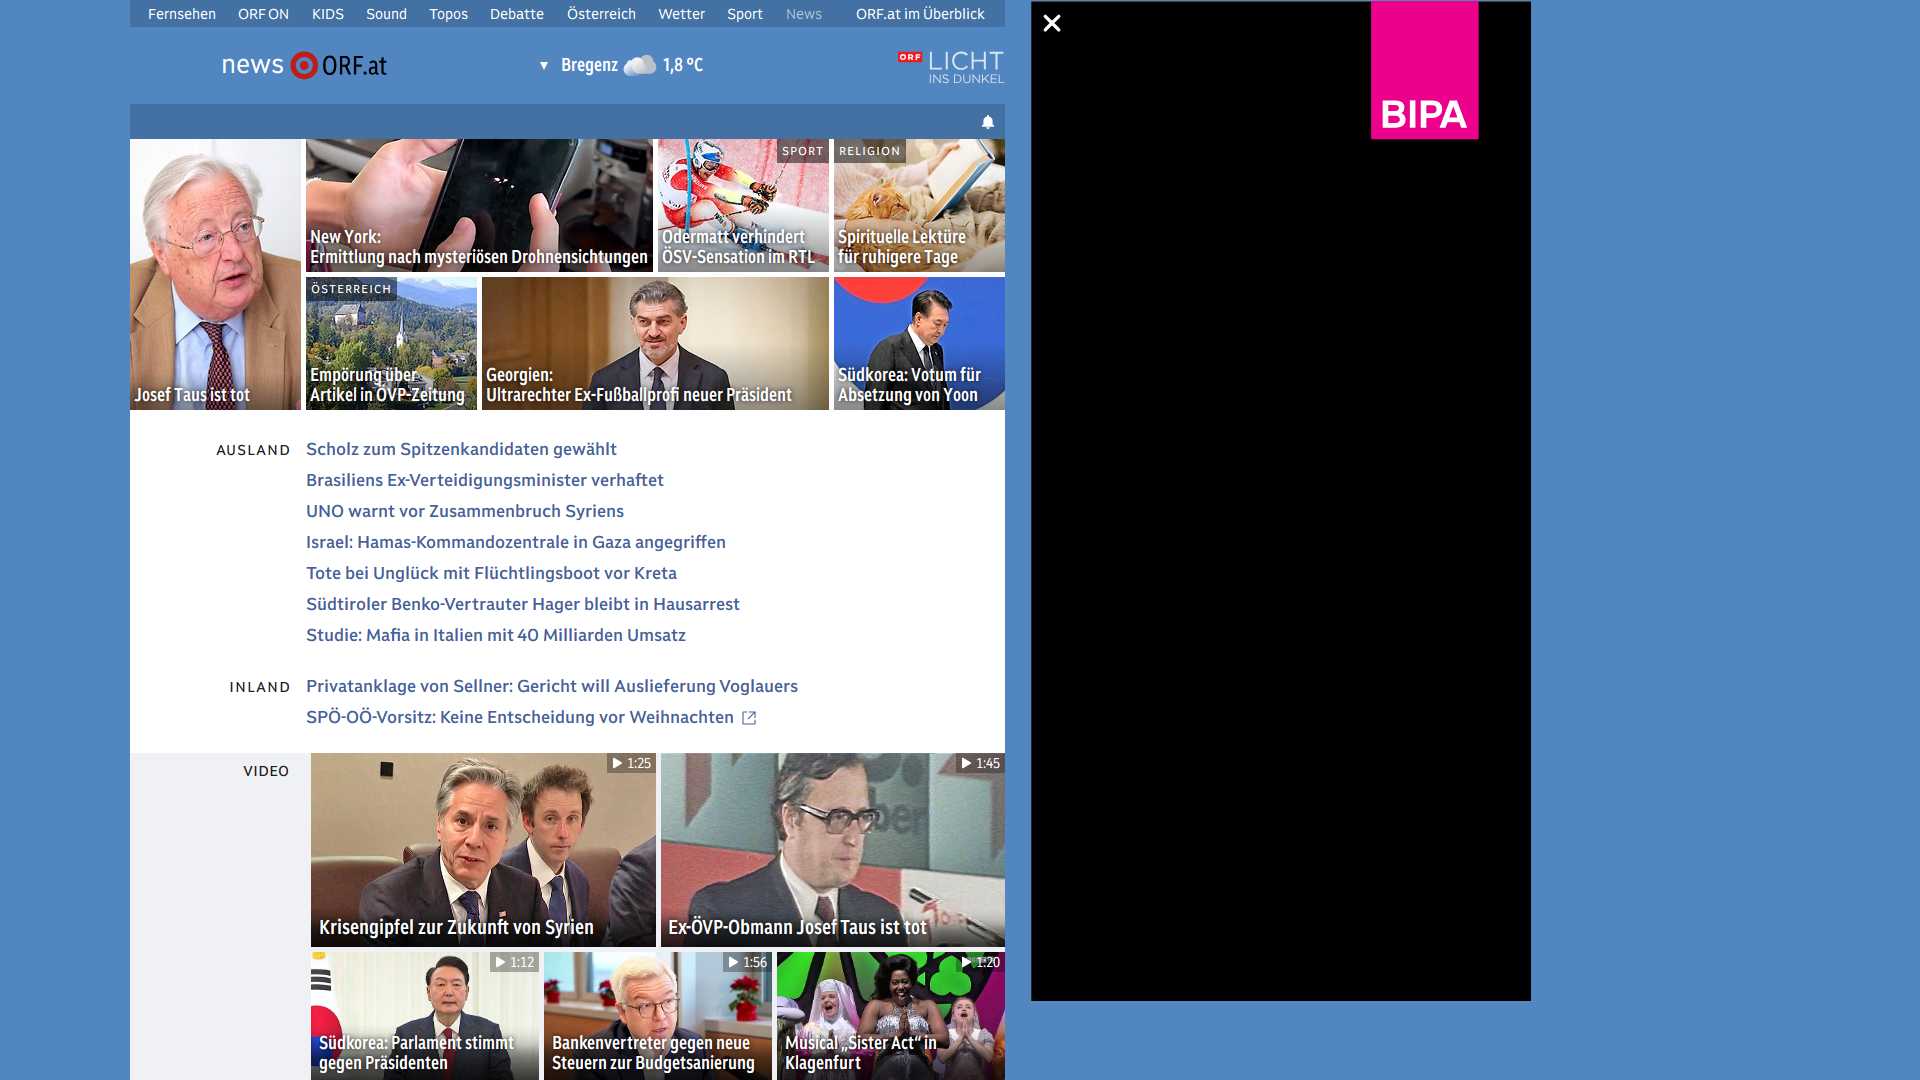 Fernsehen ORF ON KIDS Sound Topos Debatte Österreich Wetter Sport News ORF.at im Überblick
news ORF.at
▼ Bregenz 1,8 °C
ORF LICHT
INS DUNKEL
BIPA
Josef Taus ist tot
New York:
Ermittlung nach mysteriösen Drohnensichtungen
SPORT
Odermatt verhindert
ÖSV-Sensation im RTL
RELIGION
Spirituelle Lektüre
für ruhigere Tage
ÖSTERREICH
Empörung über
Artikel in ÖVP-Zeitung
Georgien:
Ultrarechter Ex-Fußballprofi neuer Präsident
Südkorea: Votum für
Absetzung von Yoon
AUSLAND
Scholz zum Spitzenkandidaten gewählt
Brasiliens Ex-Verteidigungsminister verhaftet
UNO warnt vor Zusammenbruch Syriens
Israel: Hamas-Kommandozentrale in Gaza angegriffen
Tote bei Unglück mit Flüchtlingsboot vor Kreta
Südtiroler Benko-Vertrauter Hager bleibt in Hausarrest
Studie: Mafia in Italien mit 40 Milliarden Umsatz
INLAND
Privatanklage von Sellner: Gericht will Auslieferung Voglauers
SPÖ-OÖ-Vorsitz: Keine Entscheidung vor Weihnachten
VIDEO
1:25
Krisengipfel zur Zukunft von Syrien
1:45
Ex-ÖVP-Obmann Josef Taus ist tot
1:12
Südkorea: Parlament stimmt
gegen Präsidenten
1:56
Bankenvertreter gegen neue
Steuern zur Budgetsanierung
1:20
Musical „Sister Act“ in
Klagenfurt